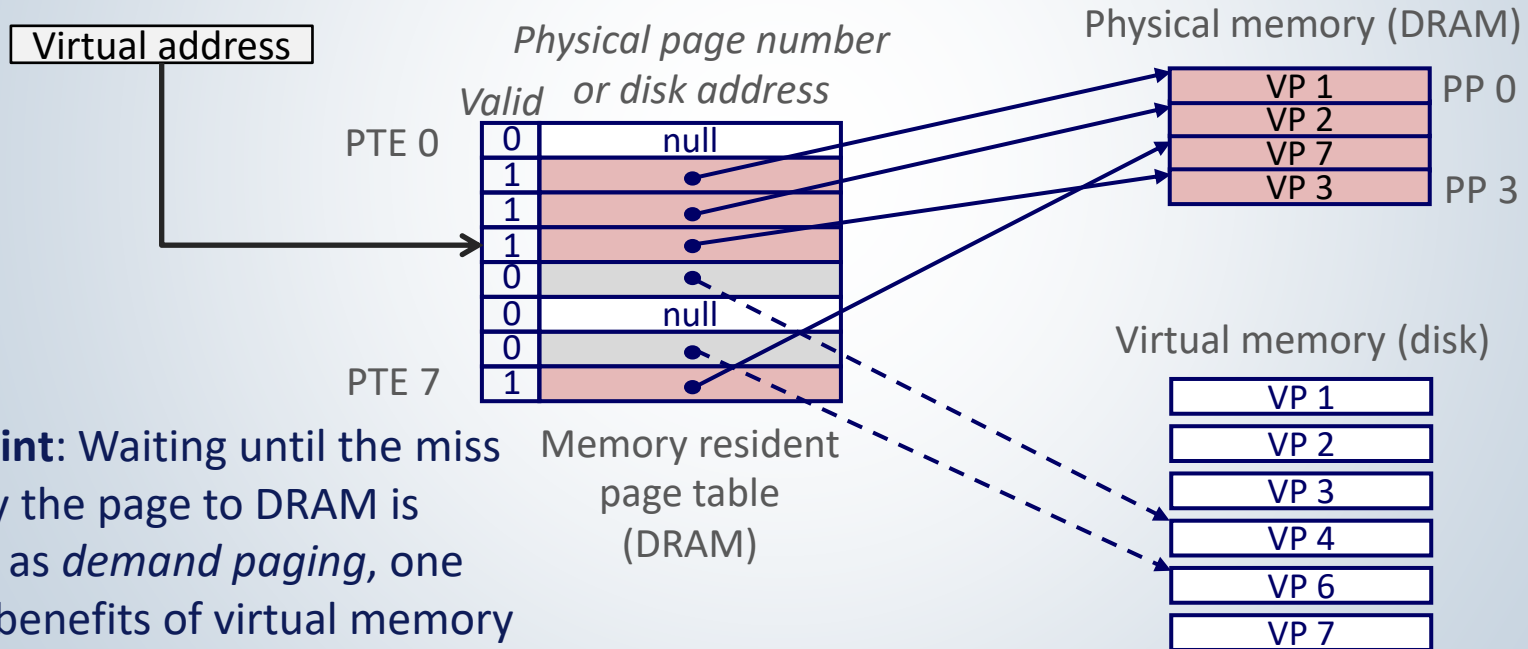 Virtual address
Physical page number
or disk address
Valid
PTE 0
0 null
1
1
1
0
0 null
0
PTE 7 1
Memory resident
page table
(DRAM)
Physical memory (DRAM)
VP 1 PP 0
VP 2
VP 7
VP 3 PP 3
Virtual memory (disk)
VP 1
VP 2
VP 3
VP 4
VP 6
VP 7
int: Waiting until the miss
y the page to DRAM is
as demand paging, one
benefits of virtual memory